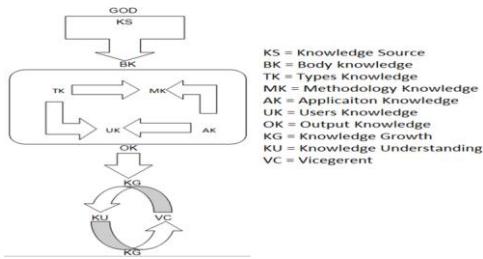 GOD
KS
BK
TK
MK
UK
AK
OK
KG
KU
VC
KG
KS = Knowledge Source
BK = Body knowledge
TK = Types Knowledge
MK = Methodology Knowledge
AK = Applicaiton Knowledge
UK = Users Knowledge
OK = Output Knowledge
KG = Knowledge Growth
KU = Knowledge Understanding
VC = Vicegerent